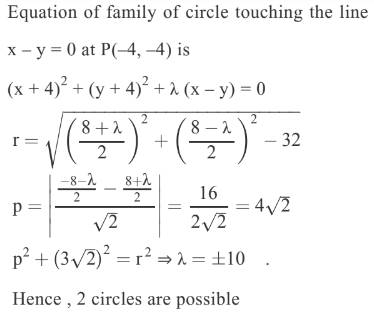 Equation of family of circle touching the line
x – y = 0 at P(–4, –4) is
(x + 4)² + (y + 4)² + λ (x – y) = 0
r = √(((8 + λ)/2)² + ((8 – λ)/2)² – 32)
p = |((–8–λ)/2 – (8+λ)/2)/√2| = 16/(2√2) = 4√2
p² + (3√2)² = r² ⇒ λ = ±10 .
Hence , 2 circles are possible